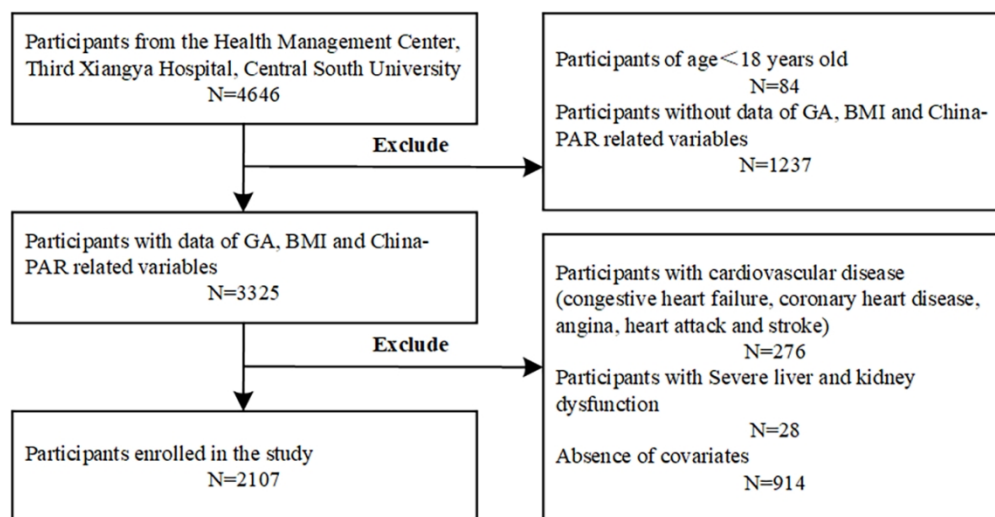 Participants from the Health Management Center,
Third Xiangya Hospital, Central South University
N=4646
Exclude
Participants of age<18 years old
N=84
Participants without data of GA, BMI and China-
PAR related variables
N=1237
Participants with data of GA, BMI and China-
PAR related variables
N=3325
Exclude
Participants with cardiovascular disease
(congestive heart failure, coronary heart disease,
angina, heart attack and stroke)
N=276
Participants with Severe liver and kidney
dysfunction
N=28
Absence of covariates
N=914
Participants enrolled in the study
N=2107